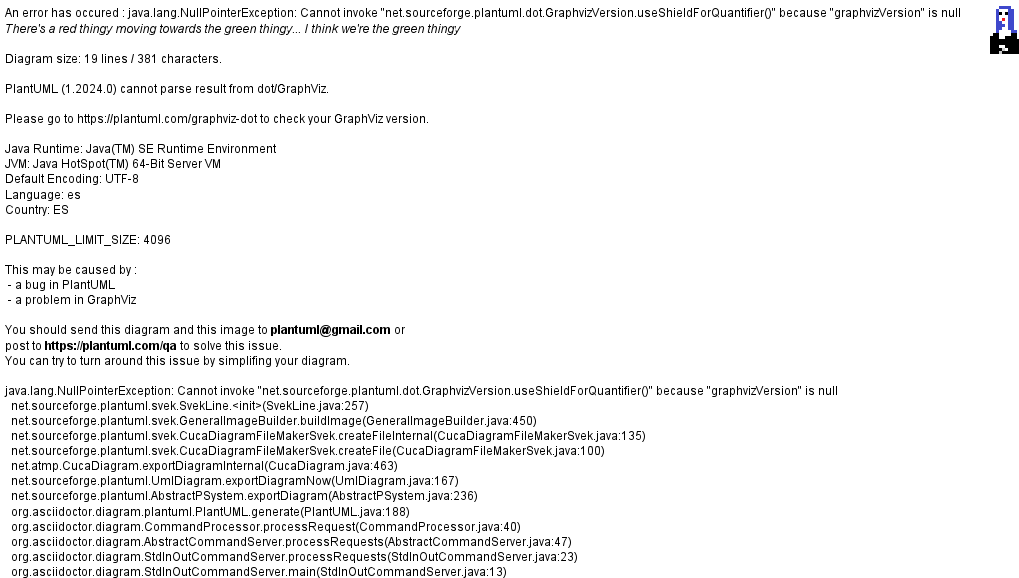 An error has occured : java.lang.NullPointerException: Cannot invoke "net.sourceforge.plantuml.dot.GraphvizVersion.useShieldForQuantifier()" because "graphvizVersion" is null
There's a red thingy moving towards the green thingy... I think we're the green thingy
Diagram size: 19 lines / 381 characters.
PlantUML (1.2024.0) cannot parse result from dot/GraphViz.
Please go to https://plantuml.com/graphviz-dot to check your GraphViz version.
Java Runtime: Java(TM) SE Runtime Environment
JVM: Java HotSpot(TM) 64-Bit Server VM
Default Encoding: UTF-8
Language: es
Country: ES
PLANTUML_LIMIT_SIZE: 4096
This may be caused by :
- a bug in PlantUML
- a problem in GraphViz
You should send this diagram and this image to plantuml@gmail.com or
post to https://plantuml.com/qa to solve this issue.
You can try to turn around this issue by simplifing your diagram.
java.lang.NullPointerException: Cannot invoke "net.sourceforge.plantuml.dot.GraphvizVersion.useShieldForQuantifier()" because "graphvizVersion" is null
net.sourceforge.plantuml.svek.SvekLine.<init>(SvekLine.java:257)
net.sourceforge.plantuml.svek.GeneralImageBuilder.buildImage(GeneralImageBuilder.java:450)
net.sourceforge.plantuml.svek.CucaDiagramFileMakerSvek.createFileInternal(CucaDiagramFileMakerSvek.java:135)
net.sourceforge.plantuml.svek.CucaDiagramFileMakerSvek.createFile(CucaDiagramFileMakerSvek.java:100)
net.atmp.CucaDiagram.exportDiagramInternal(CucaDiagram.java:463)
net.sourceforge.plantuml.UmlDiagram.exportDiagramNow(UmlDiagram.java:167)
net.sourceforge.plantuml.AbstractPSystem.exportDiagram(AbstractPSystem.java:236)
org.asciidoctor.diagram.plantuml.PlantUML.generate(PlantUML.java:188)
org.asciidoctor.diagram.CommandProcessor.processRequest(CommandProcessor.java:40)
org.asciidoctor.diagram.AbstractCommandServer.processRequests(AbstractCommandServer.java:47)
org.asciidoctor.diagram.StdInOutCommandServer.processRequests(StdInOutCommandServer.java:23)
org.asciidoctor.diagram.StdInOutCommandServer.main(StdInOutCommandServer.java:13)